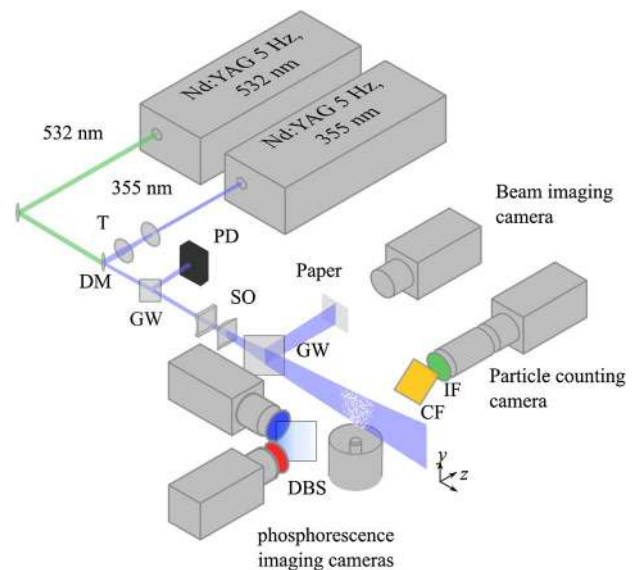 Nd:YAG 5 Hz,
532 nm
Nd:YAG 5 Hz,
355 nm
532 nm
355 nm
T
PD
DM
GW
SO
Paper
GW
Beam imaging
camera
IF
CF
Particle counting
camera
DBS
y
z
phosphorescence
imaging cameras